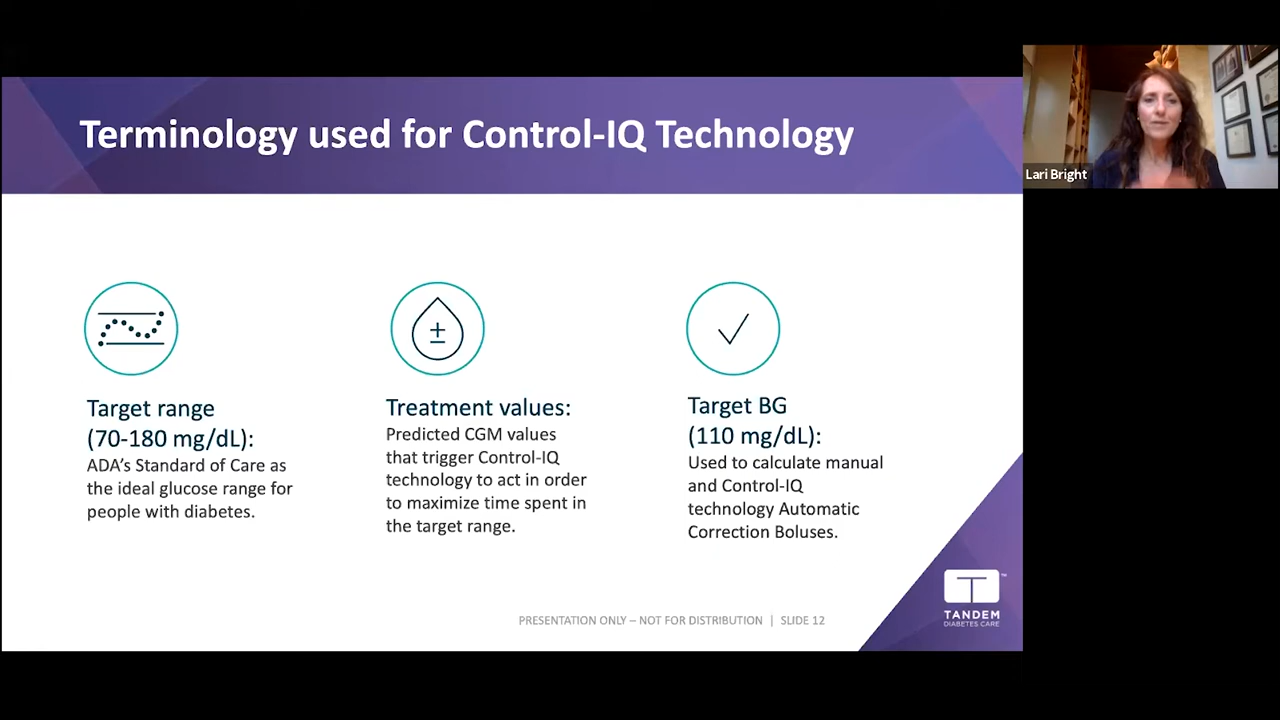 Terminology used for Control-IQ Technology
Lari Bright
Target range
(70-180 mg/dL):
ADA's Standard of Care as
the ideal glucose range for
people with diabetes.
Treatment values:
Predicted CGM values
that trigger Control-IQ
technology to act in order
to maximize time spent in
the target range.
Target BG
(110 mg/dL):
Used to calculate manual
and Control-IQ
technology Automatic
Correction Boluses.
TANDEM
DIABETES CARE
PRESENTATION ONLY – NOT FOR DISTRIBUTION | SLIDE 12